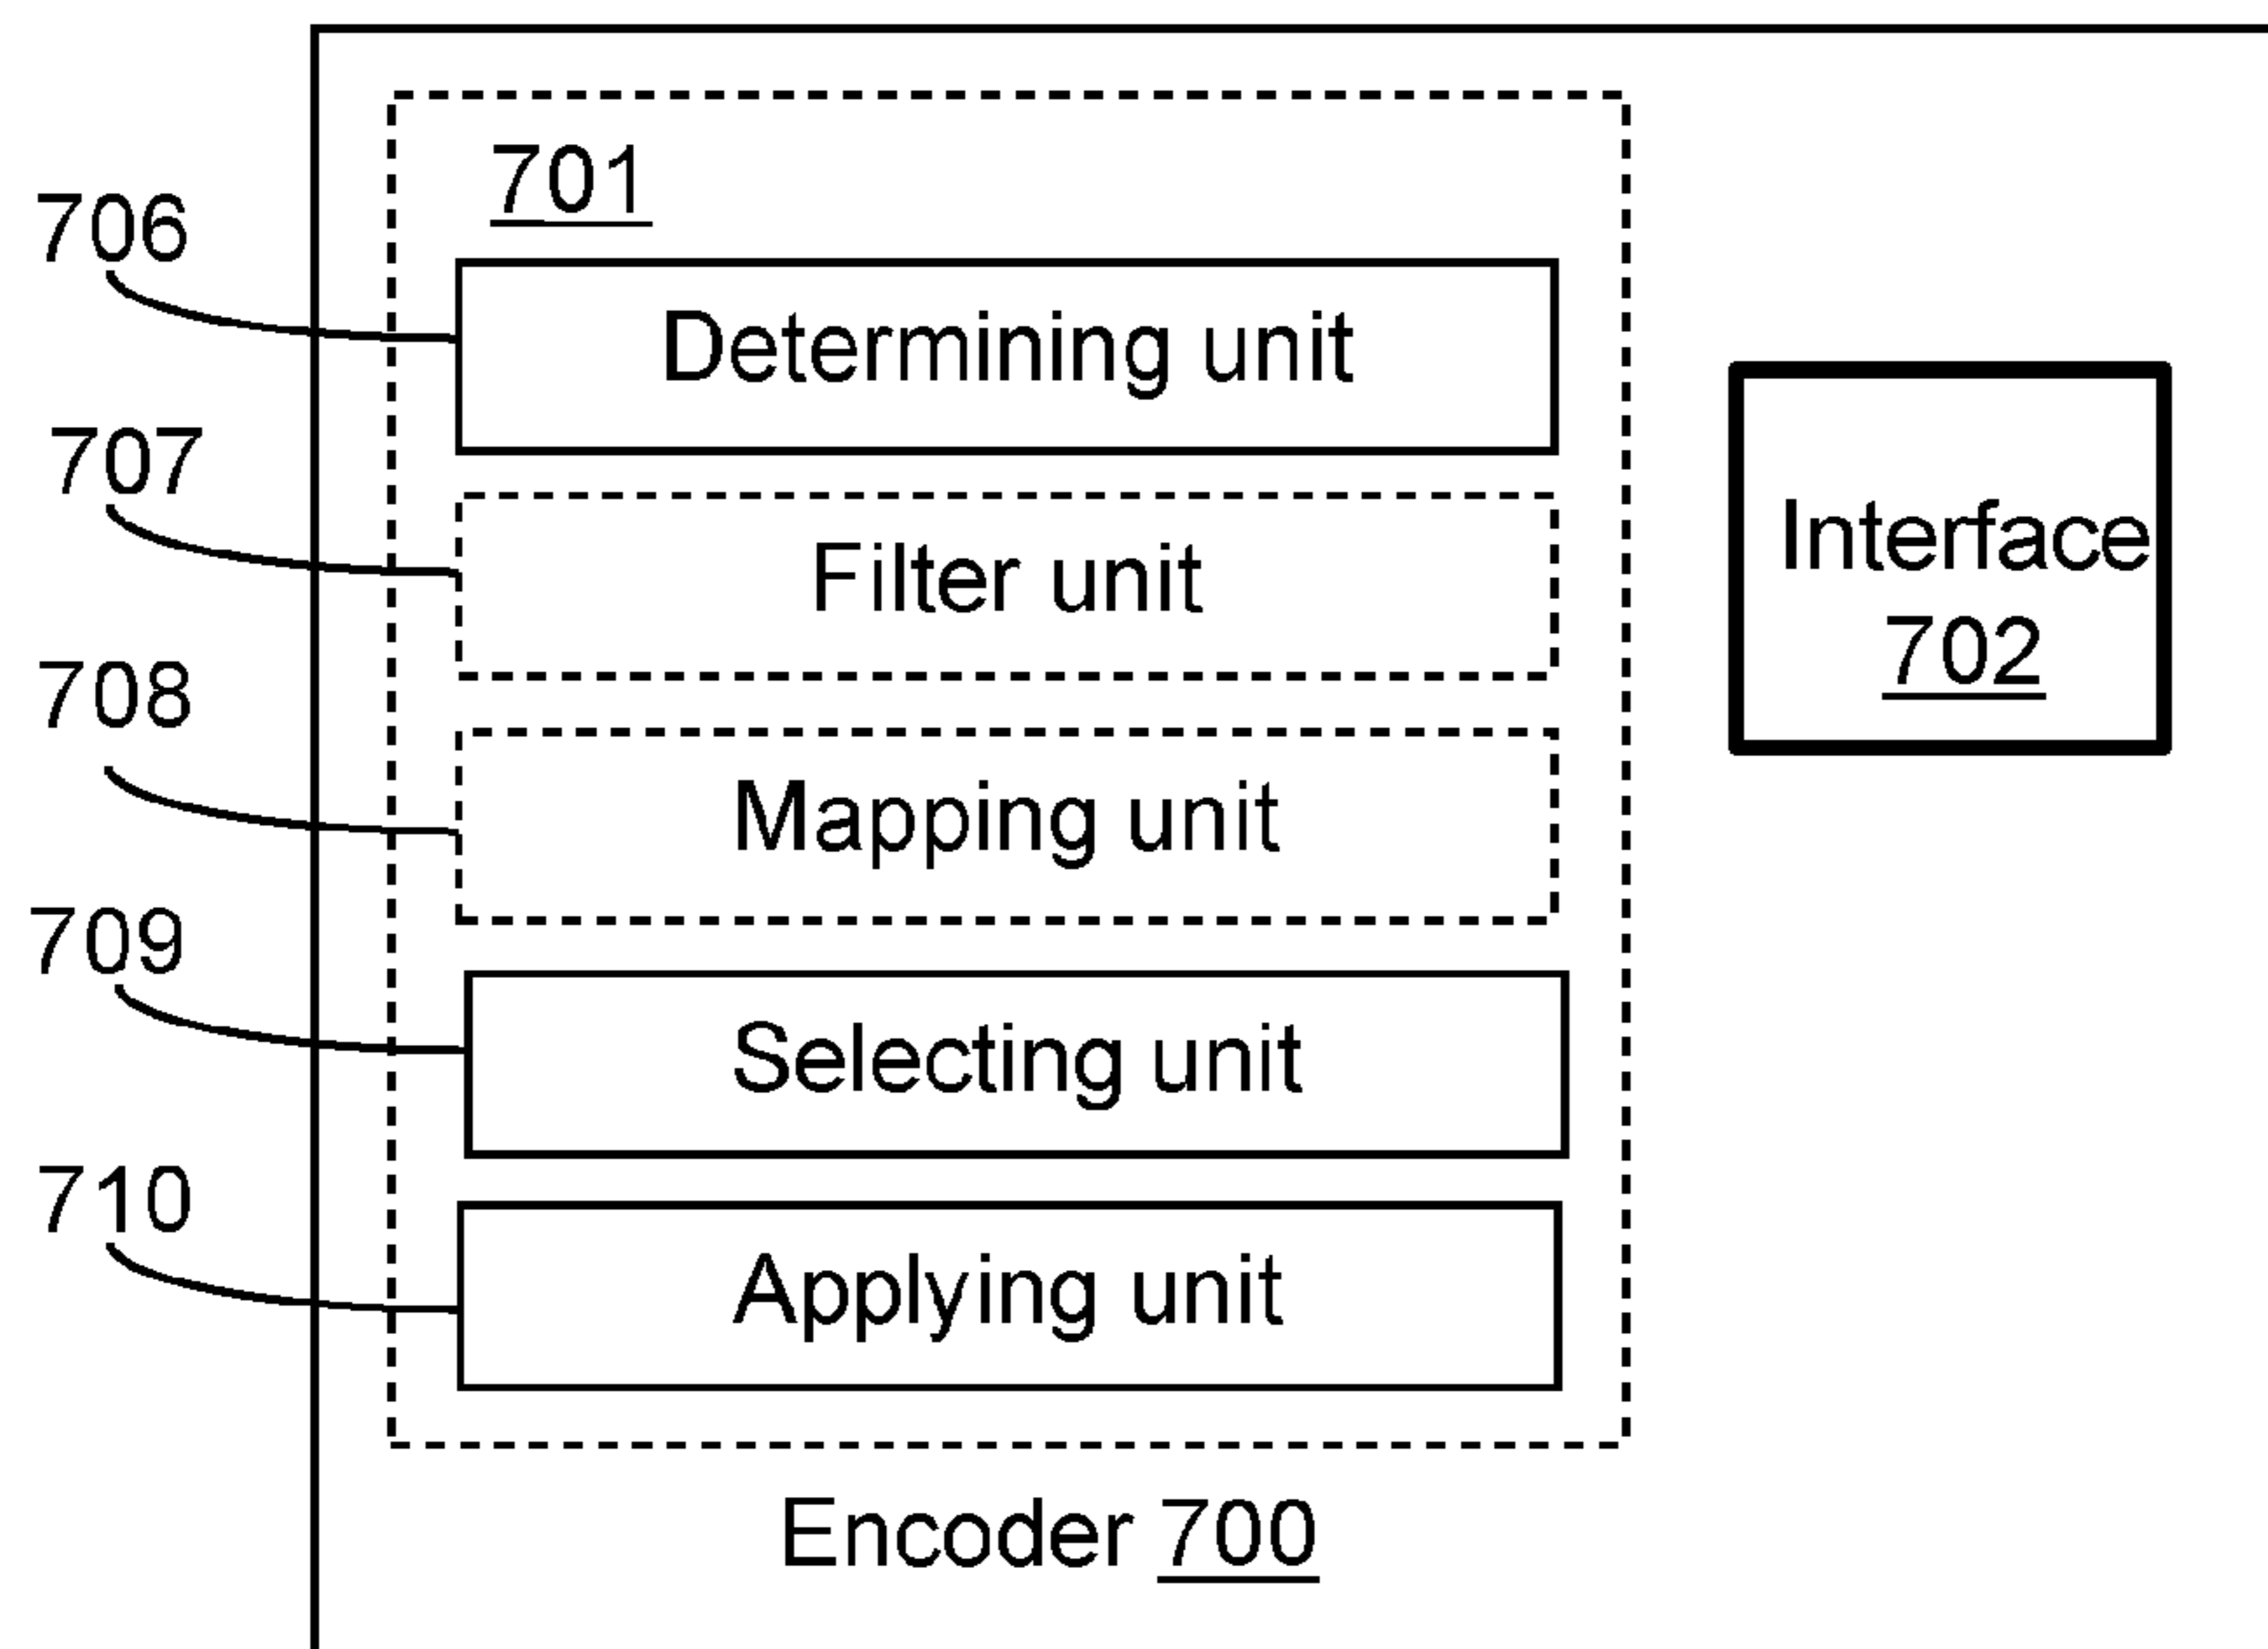 701
706
Determining unit
707
Filter unit
Interface
702
708
Mapping unit
709
Selecting unit
710
Applying unit
Encoder 700